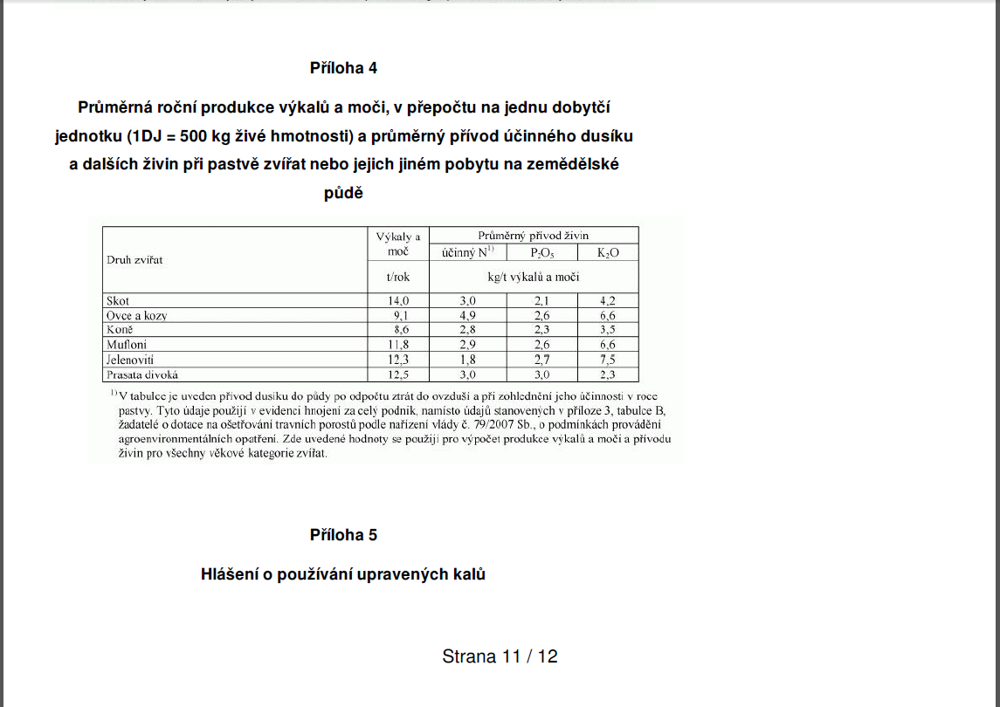 Příloha 4
Průměrná roční produkce výkalů a moči, v přepočtu na jednu dobytčí
jednotku (1DJ = 500 kg živé hmotnosti) a průměrný přívod účinného dusíku
a dalších živin při pastvě zvířat nebo jejich jiném pobytu na zemědělské
půdě
Druh zvířat Výkaly a moč Průměrný přívod živin
účinný N1) P2O5 K2O
t/rok kg/t výkalů a moči
Skot 14,0 3,0 2,1 4,2
Ovce a kozy 9,1 4,9 2,6 6,6
Koně 8,6 2,8 2,3 3,5
Mufloni 11,8 2,9 2,6 6,6
Jelenovití 12,3 1,8 2,7 7,5
Prasata divoká 12,5 3,0 3,0 2,3
1) V tabulce je uveden přívod dusíku do půdy po odpočtu ztrát do ovzduší a při zohlednění jeho účinnosti v roce
pastvy. Tyto údaje použijí v evidenci hnojení za celý podnik, namísto údajů stanovených v příloze 3, tabulce B,
žadatelé o dotace na ošetřování travních porostů podle nařízení vlády č. 79/2007 Sb., o podmínkách provádění
agroenvironmentálních opatření. Zde uvedené hodnoty se použijí pro výpočet produkce výkalů a moči a přívodu
živin pro všechny věkové kategorie zvířat.
Příloha 5
Hlášení o používání upravených kalů
Strana 11 / 12